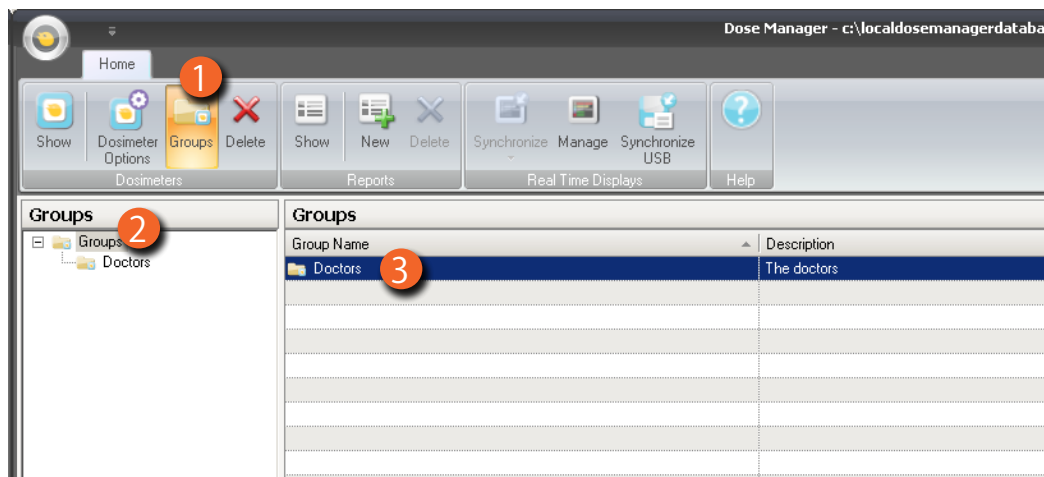 Dose Manager - c:\localdosemanagerdataba
Home
1
Show
Dosimeter
Options
Groups
Delete
Show
New
Delete
Synchronize
Manage
Synchronize
USB
Dosimeters
Reports
Real Time Displays
Help
Groups
Groups
2
Groups
Doctors
Group Name
Description
Doctors
3
The doctors